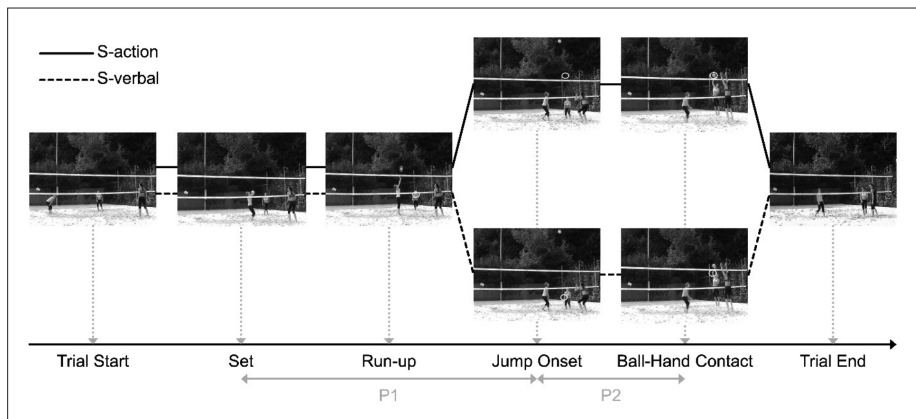 S-action
S-verbal
Trial Start Set Run-up Jump Onset Ball-Hand Contact Trial End
P1 P2